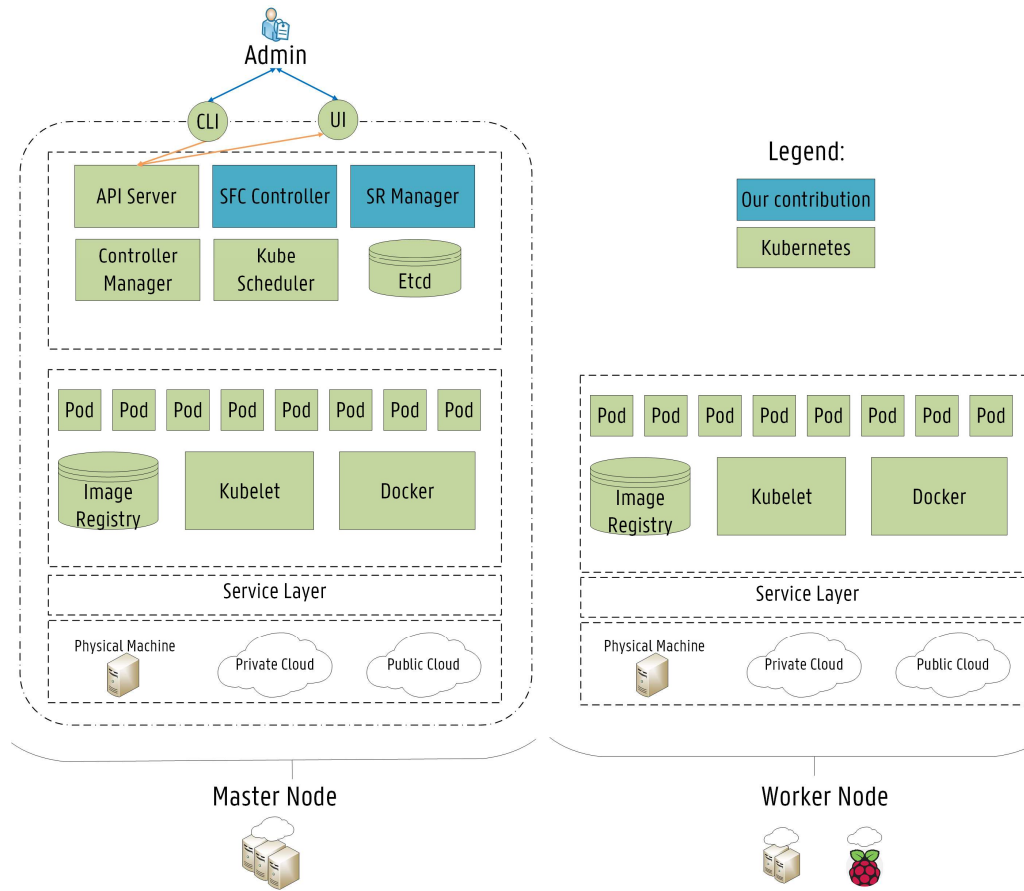 Admin
CLI
UI
Legend:
API Server
SFC Controller
SR Manager
Our contribution
Kubernetes
Controller
Manager
Kube
Scheduler
Etcd
Pod Pod Pod Pod Pod Pod Pod Pod
Image
Registry
Kubelet
Docker
Service Layer
Physical Machine
Private Cloud
Public Cloud
Master Node
Pod Pod Pod Pod Pod Pod Pod Pod
Image
Registry
Kubelet
Docker
Service Layer
Physical Machine
Private Cloud
Public Cloud
Worker Node